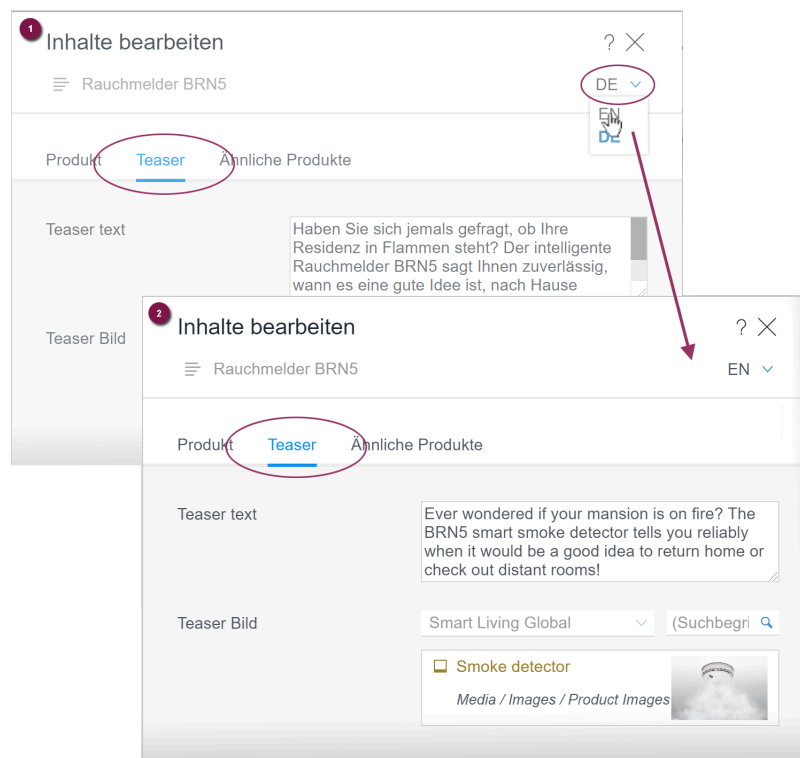 1
Inhalte bearbeiten
?
Rauchmelder BRN5
DE
EN
DE
Produkt Teaser Ähnliche Produkte
Teaser text
Haben Sie sich jemals gefragt, ob Ihre
Residenz in Flammen steht? Der intelligente
Rauchmelder BRN5 sagt Ihnen zuverlässig,
wann es eine gute Idee ist, nach Hause
Teaser Bild
2
Inhalte bearbeiten
?
Rauchmelder BRN5
EN
Produkt Teaser Ähnliche Produkte
Teaser text
Ever wondered if your mansion is on fire? The
BRN5 smart smoke detector tells you reliably
when it would be a good idea to return home or
check out distant rooms!
Teaser Bild
Smart Living Global
(Suchbegri
Smoke detector
Media / Images / Product Images